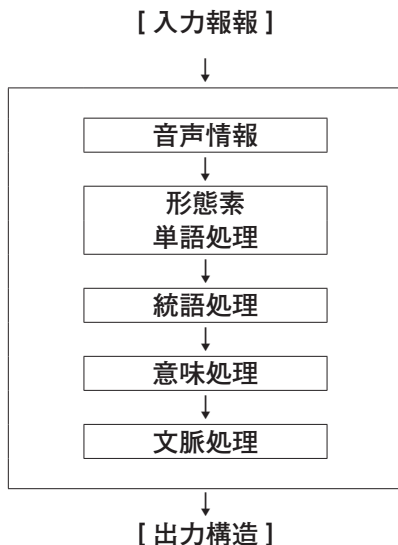 [ 入力報報 ]
音声情報
形態素
単語処理
統語処理
意味処理
文脈処理
[ 出力構造 ]